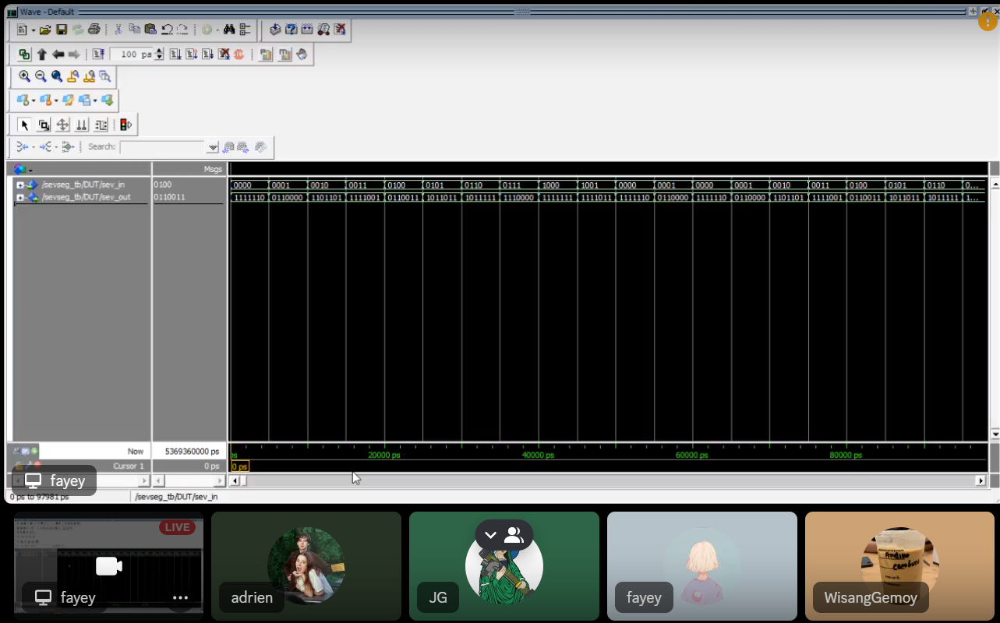 Wave - Default
100 ps
Search:
Msgs
/sevseg_tb/DUT/sev_in 0100 0000 0001 0010 0011 0100 0101 0110 0111 1000 1001 0000 0001 0000 0001 0010 0011 0100 0101 0110 0...
/sevseg_tb/DUT/sev_out 0110011 1111110 0110000 1101101 1111001 0110011 1011011 1011111 1110000 1111111 1111011 1111110 0110000 1111110 0110000 1101101 1111001 0110011 1011011 1011111 1...
Now 5369360000 ps ps 20000 ps 40000 ps 60000 ps 80000 ps
Cursor 1 0 ps 0 ps
fayey
0 ps to 97981 ps /sevseg_tb/DUT/sev_in
LIVE
fayey adrien JG fayey WisangGemoy